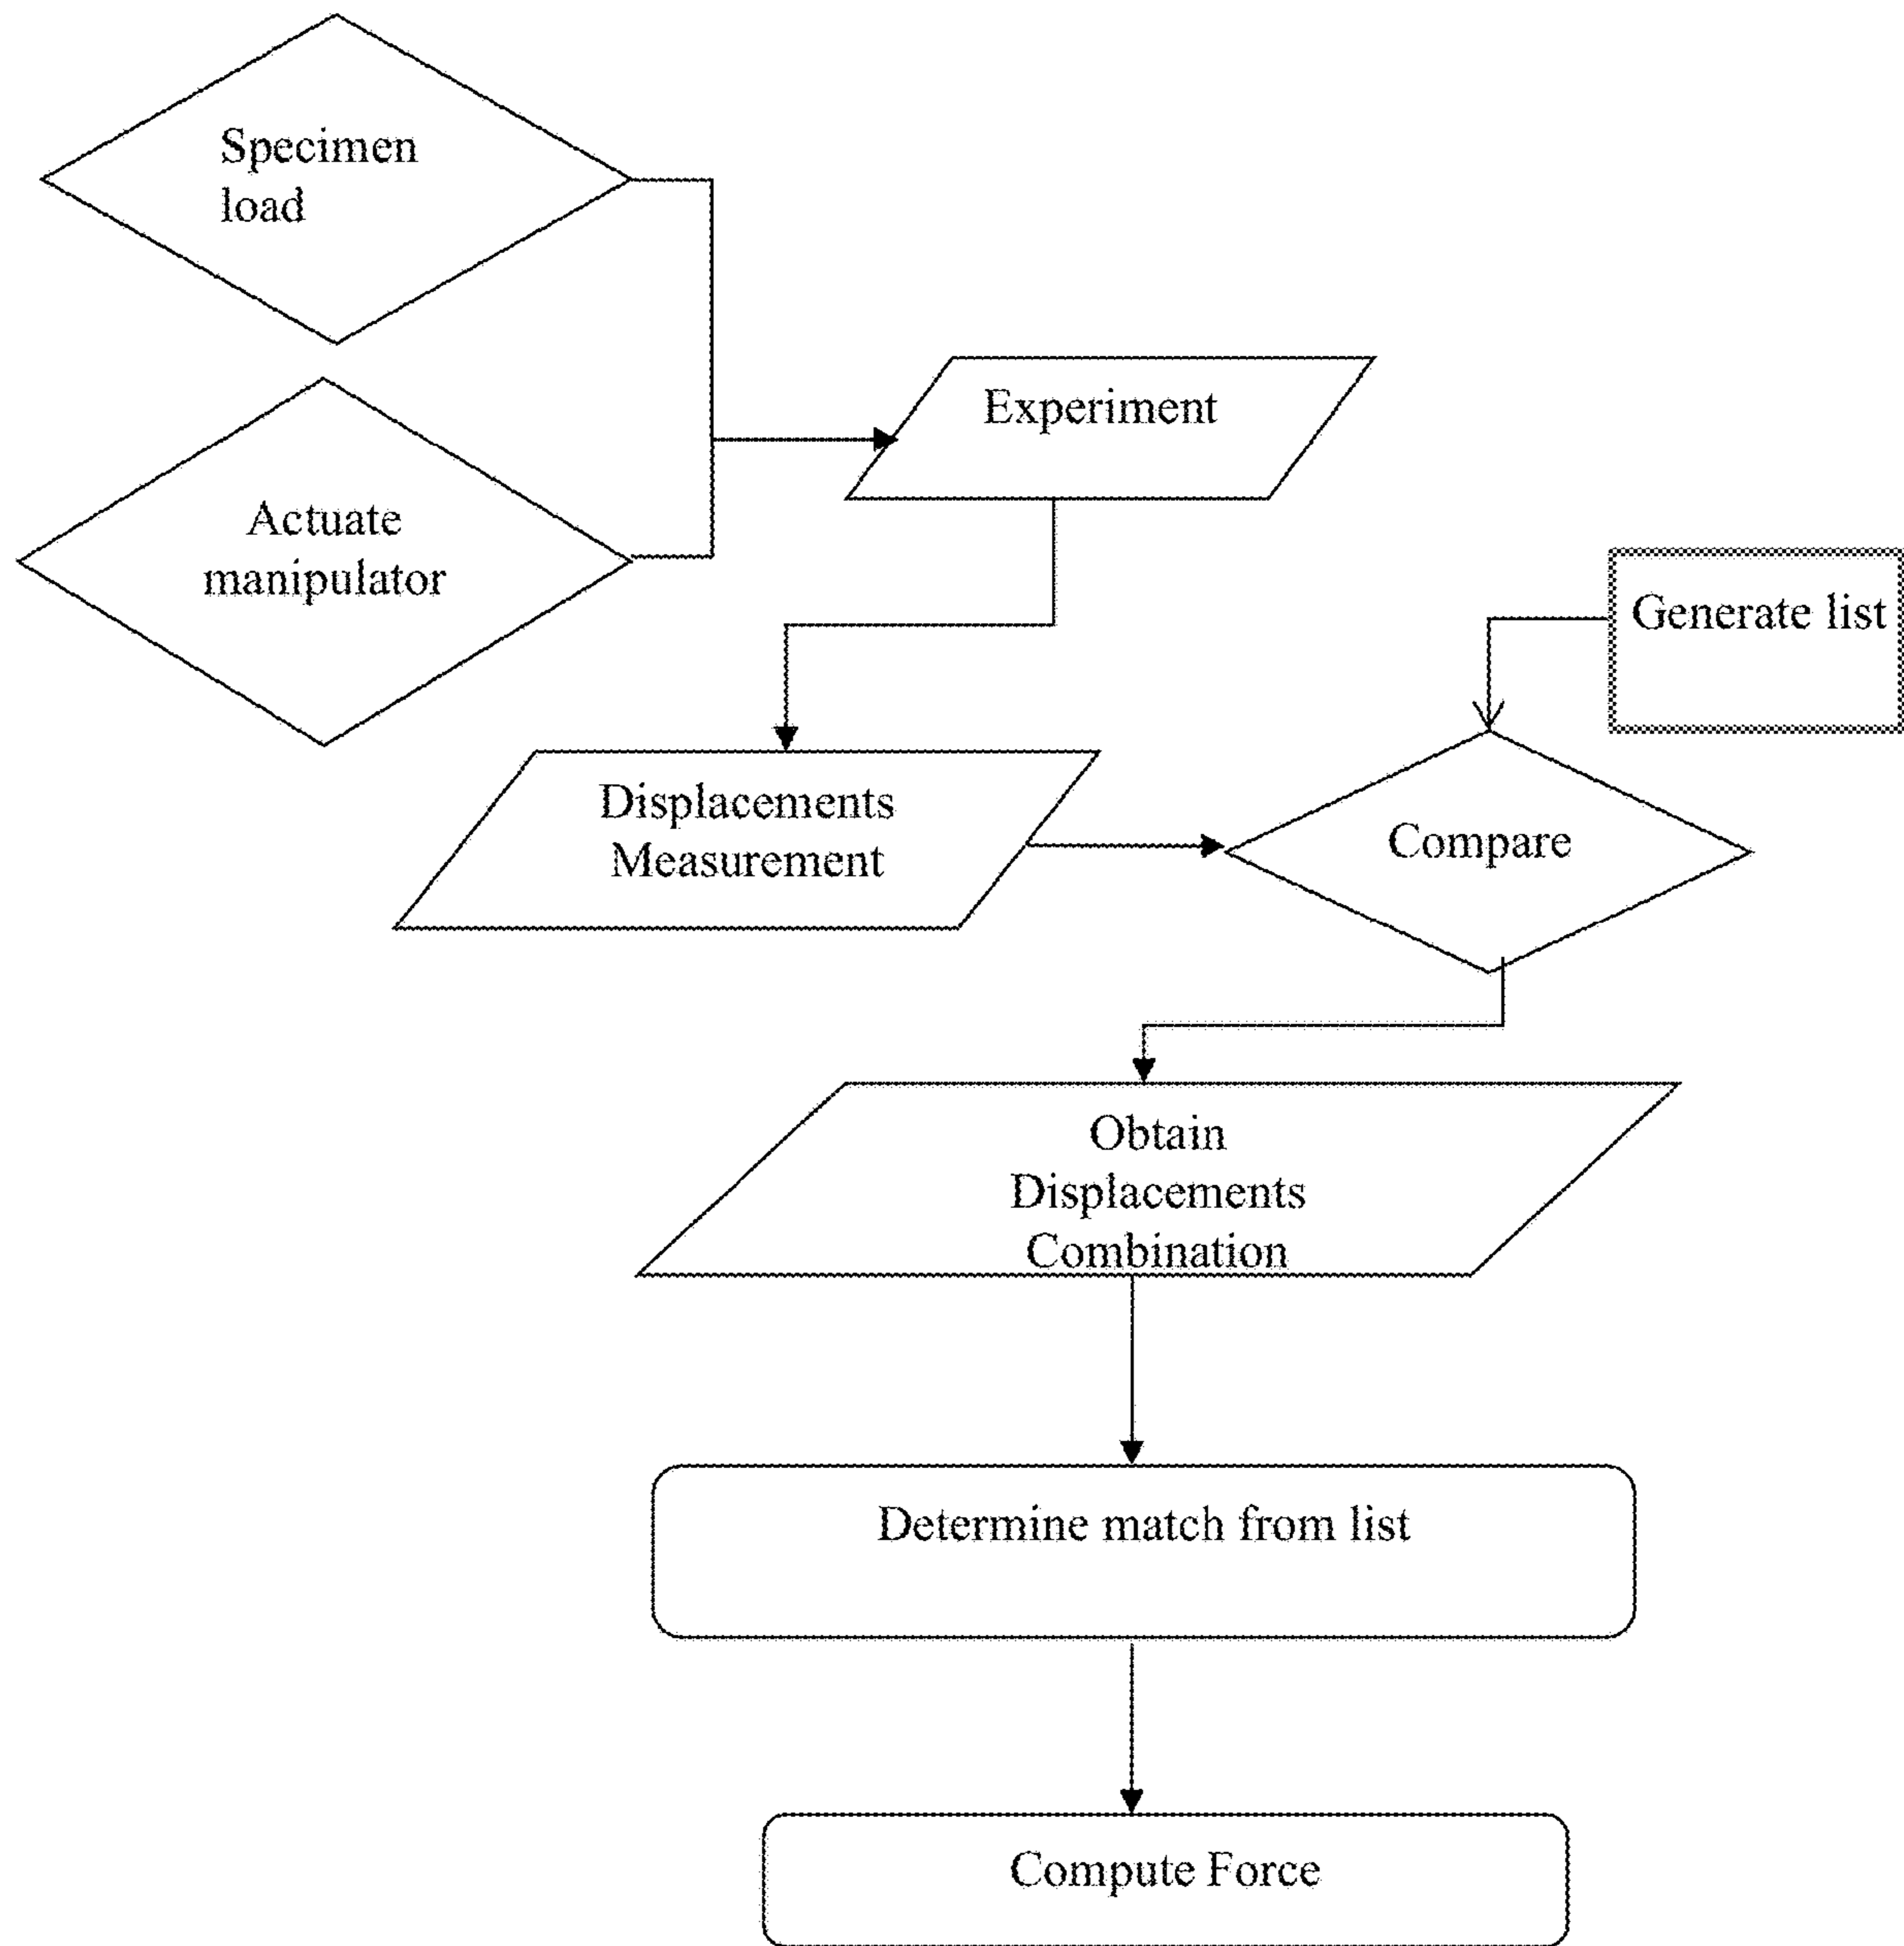 Specimen
load
Experiment
Actuate
manipulator
Generate list
Displacements
Measurement
Compare
Obtain
Displacements
Combination
Determine match from list
Compute Force